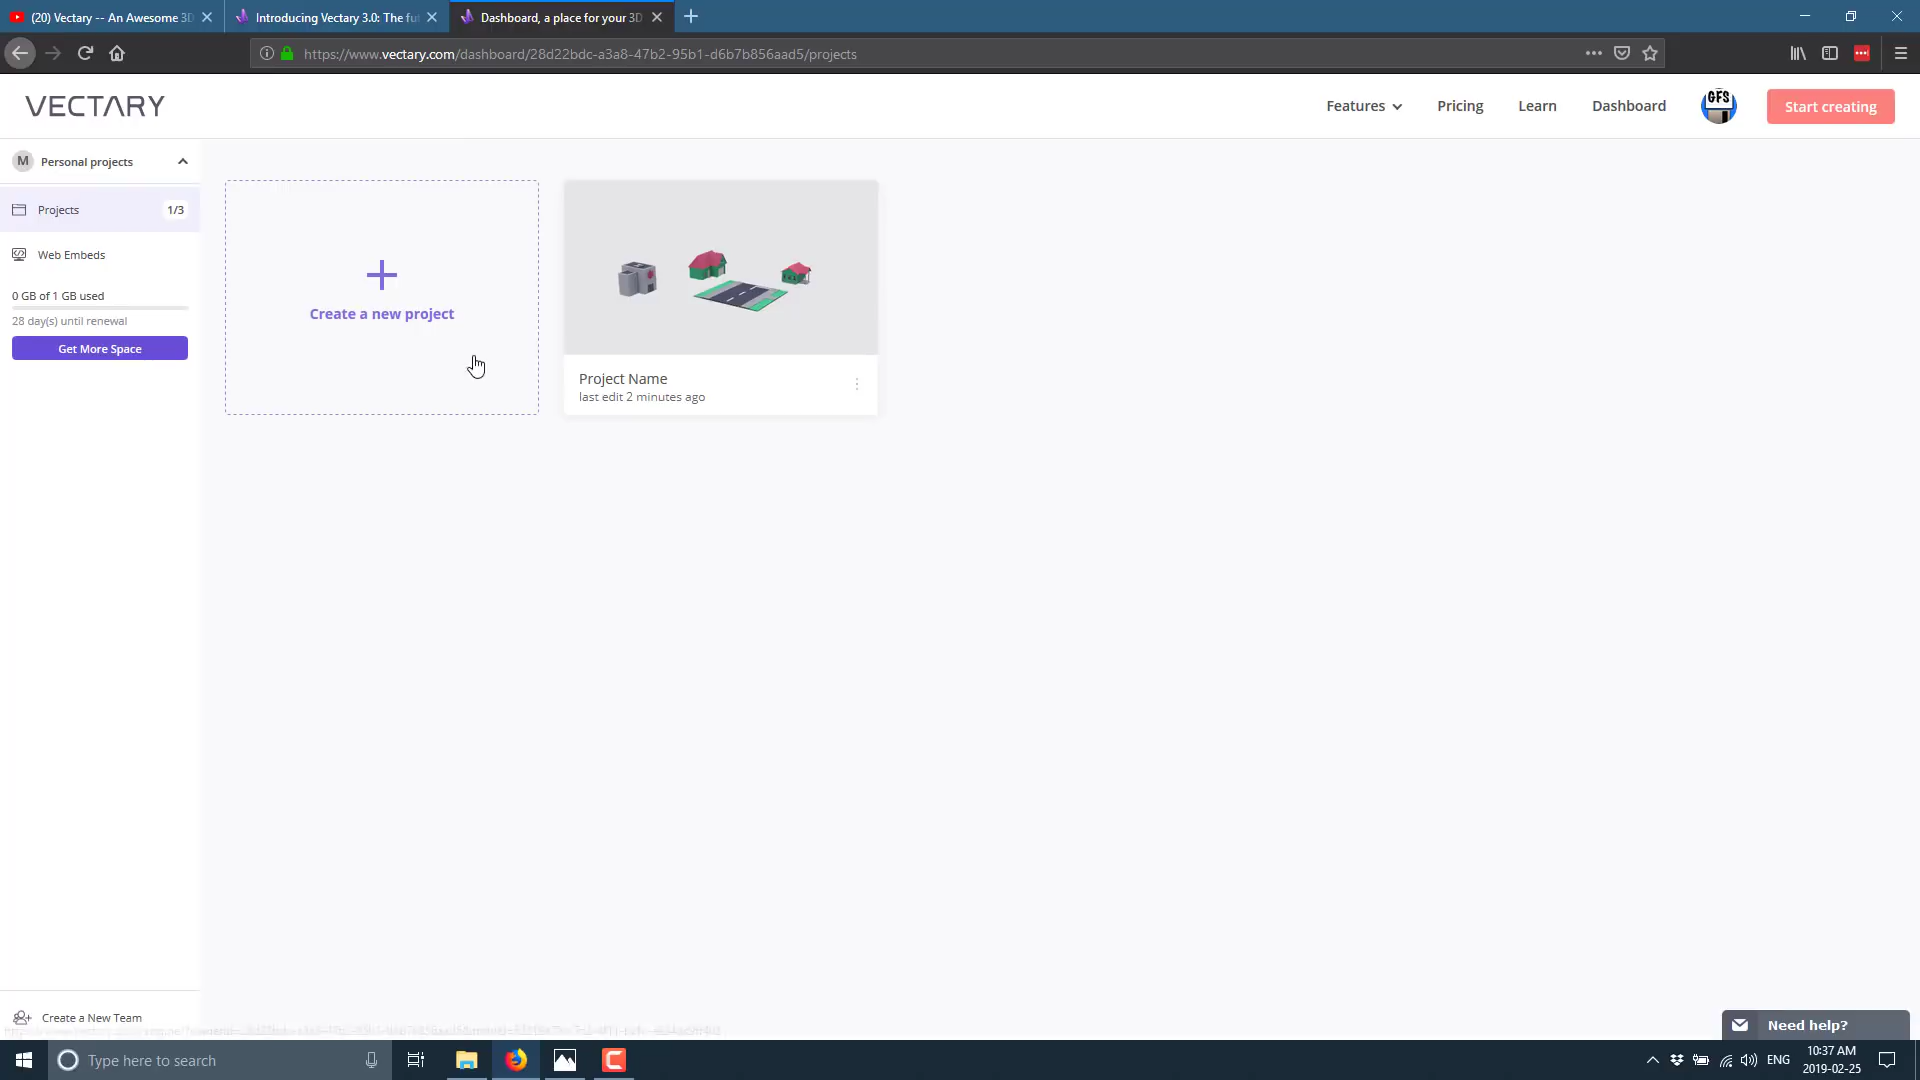 (20) Vectary -- An Awesome 3D
Introducing Vectary 3.0: The fu
Dashboard, a place for your 3D
https://www.vectary.com/dashboard/28d22bdc-a3a8-47b2-95b1-d6b7b856aad5/projects
VECTARY
Features
Pricing
Learn
Dashboard
GFS
Start creating
M
Personal projects
Projects
1/3
Web Embeds
0 GB of 1 GB used
28 day(s) until renewal
Get More Space
Create a new project
Project Name
last edit 2 minutes ago
Create a New Team
Need help?
Type here to search
ENG
10:37 AM
2019-02-25